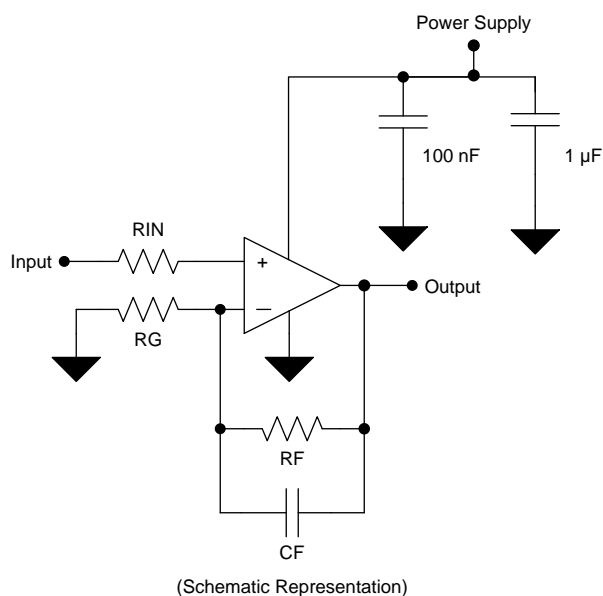 Power Supply
100 nF
1 µF
RIN
Input
+
Output
−
RG
RF
CF
(Schematic Representation)